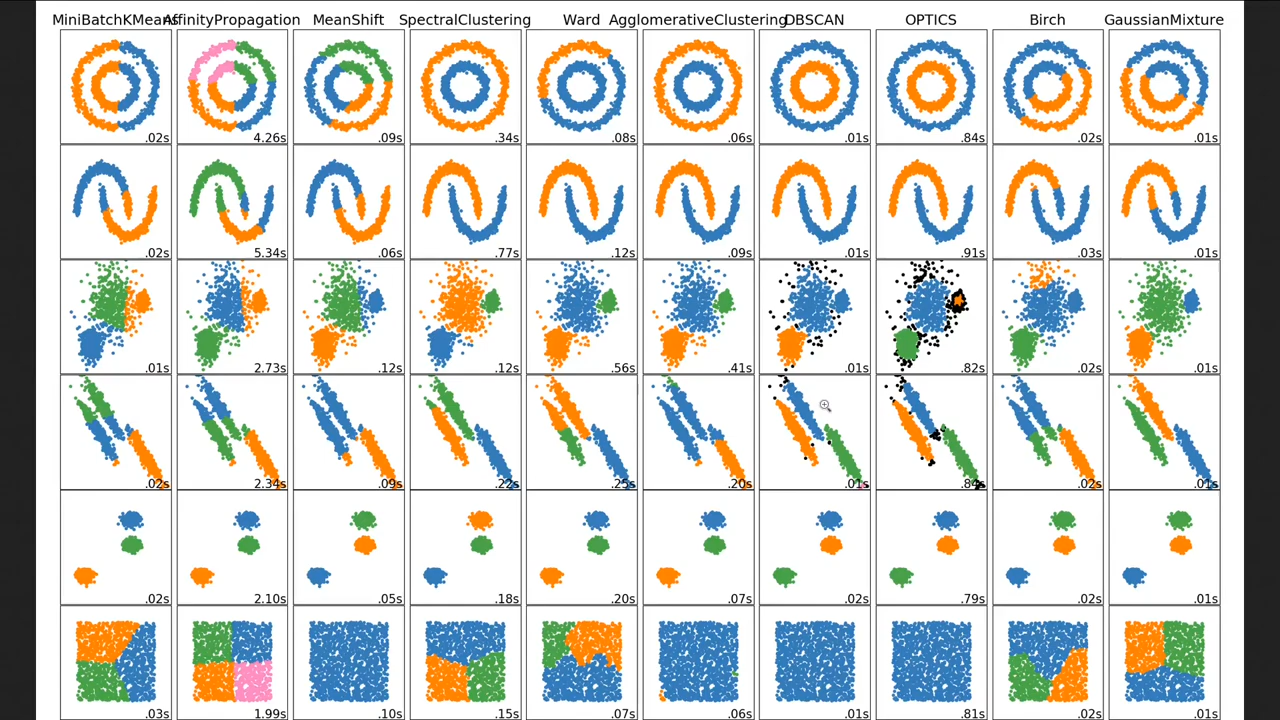 MiniBatchKMeans AffinityPropagation MeanShift SpectralClustering Ward AgglomerativeClustering DBSCAN OPTICS Birch GaussianMixture
.02s 4.26s .09s .34s .08s .06s .01s .84s .02s .01s
.02s 5.34s .06s .77s .12s .09s .01s .91s .03s .01s
.01s 2.73s .12s .12s .56s .41s .01s .82s .02s .01s
.02s 2.34s .09s .22s .25s .20s .01s .84s .02s .01s
.02s 2.10s .05s .18s .20s .07s .02s .79s .02s .01s
.03s 1.99s .10s .15s .07s .06s .01s .81s .02s .01s